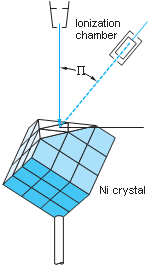 Ionization
chamber
Π
Ni crystal